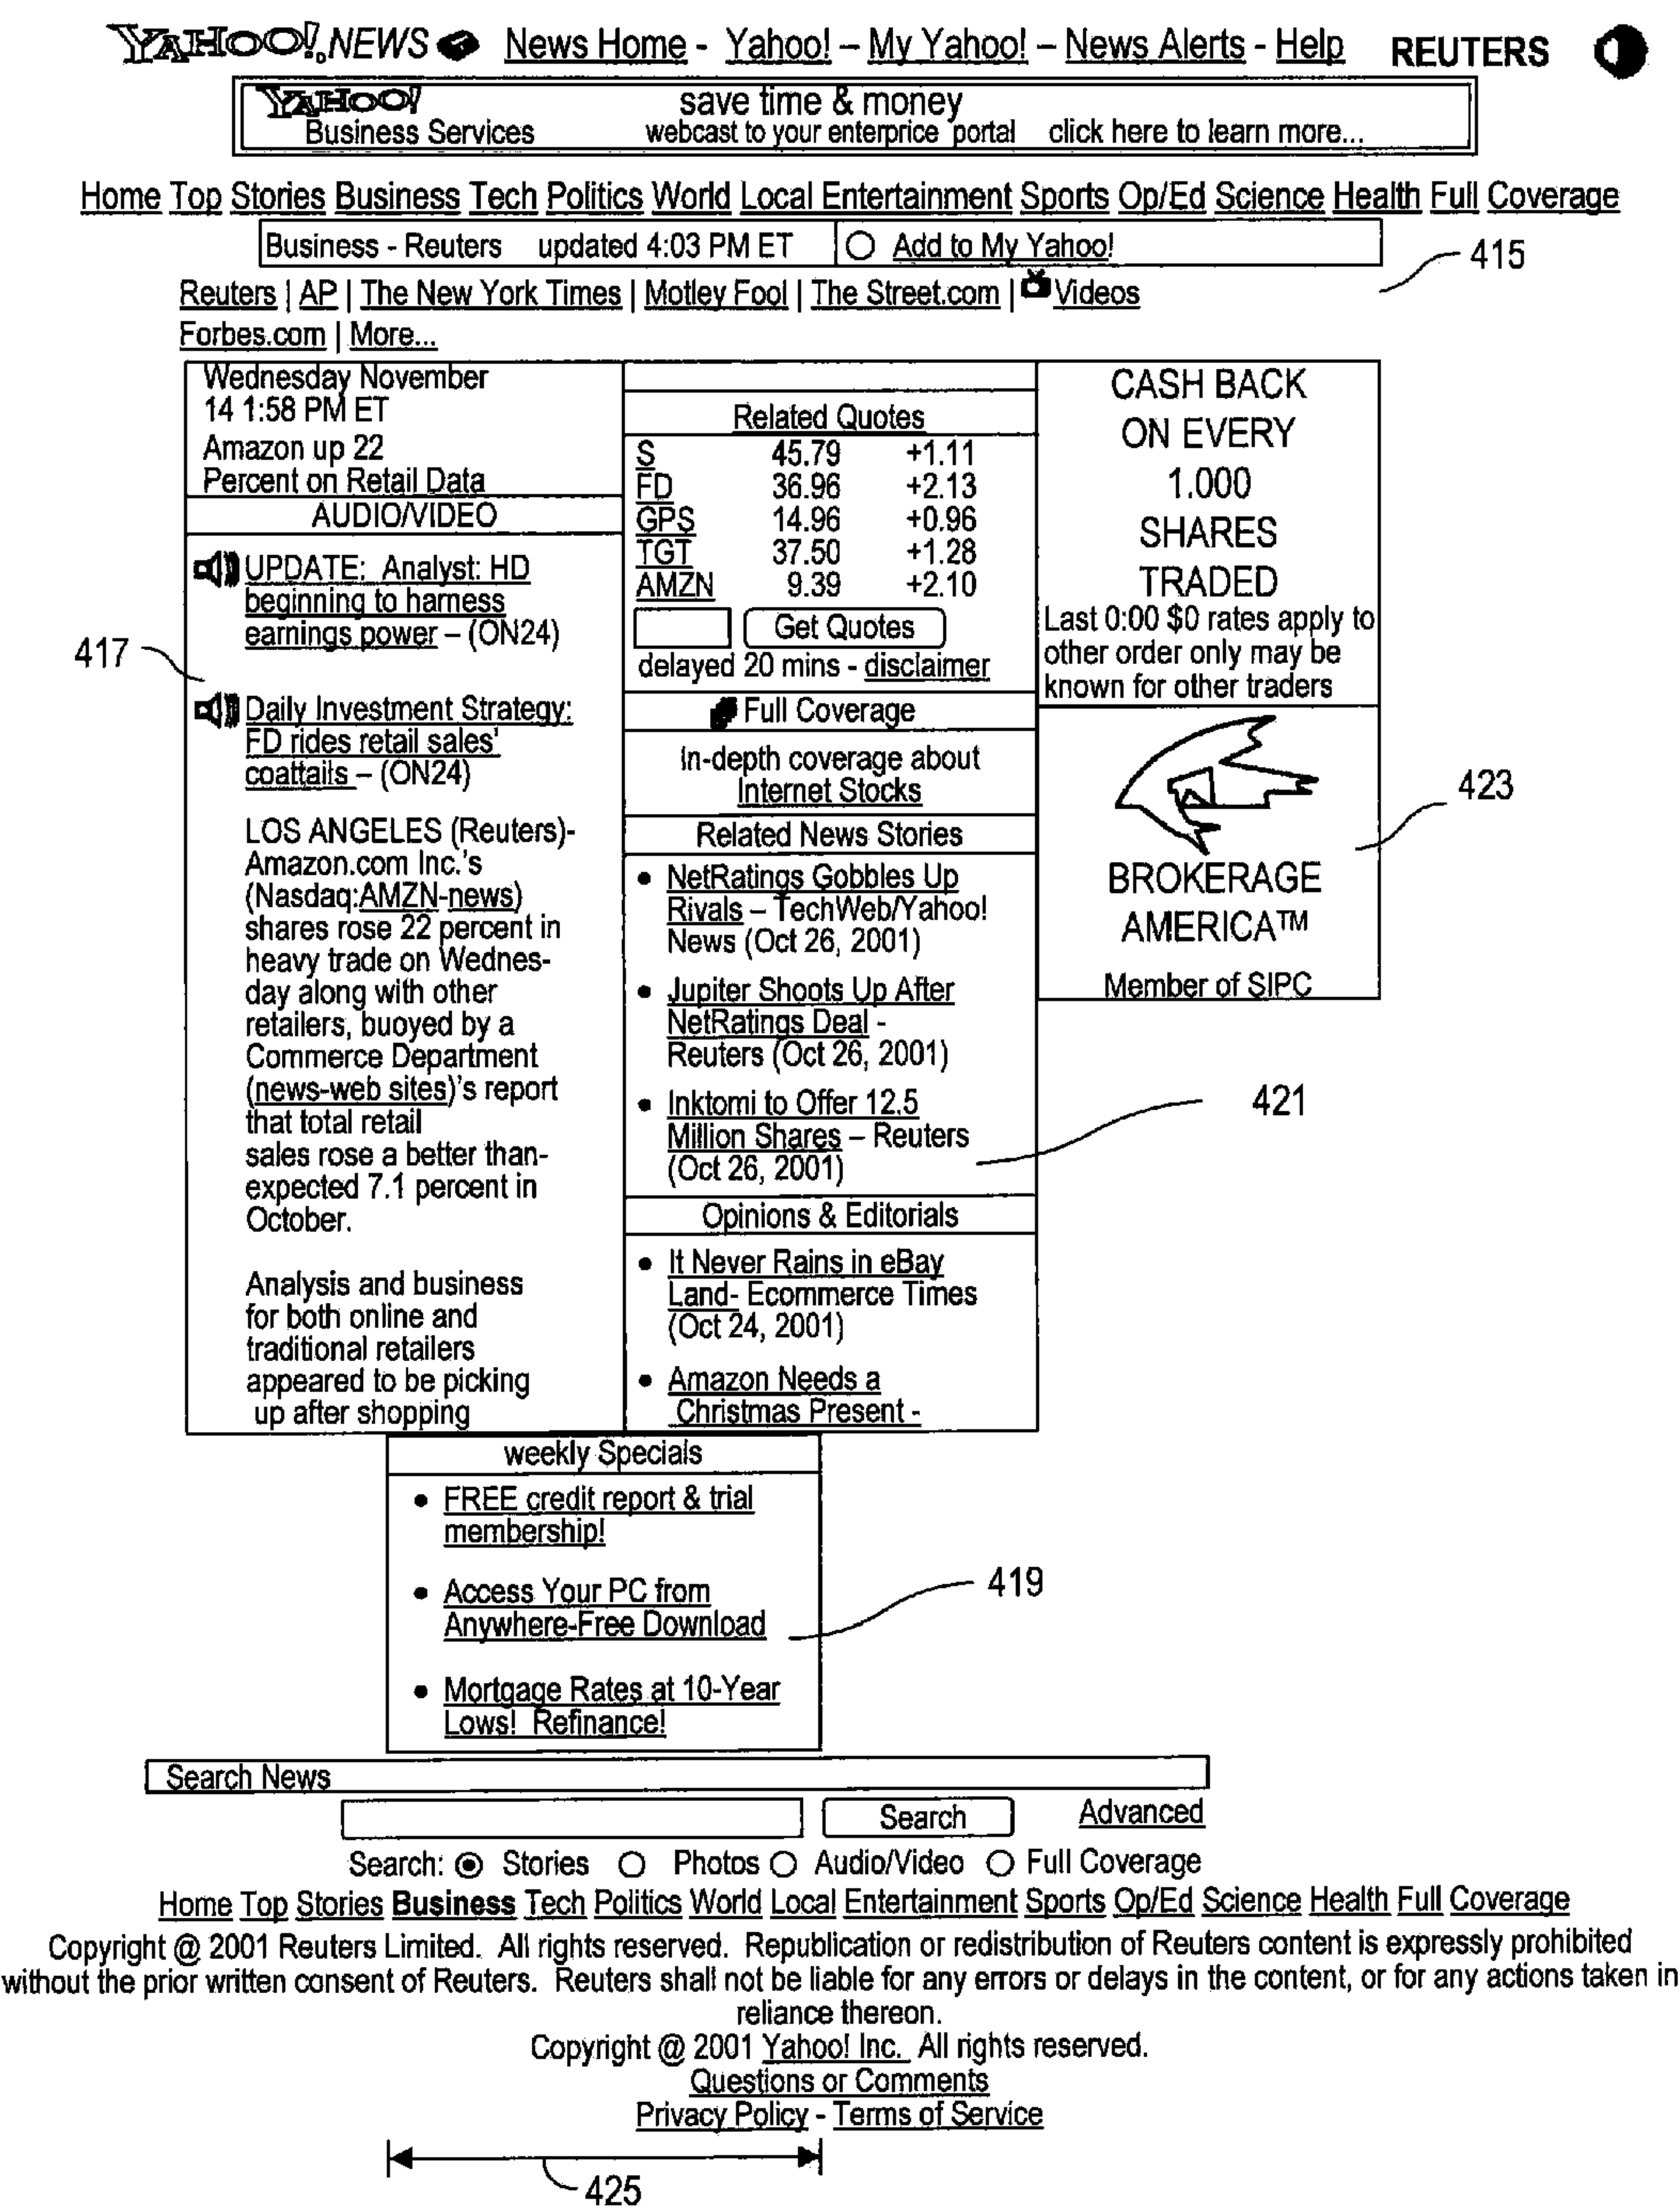 YAHOO! NEWS News Home - Yahoo! – My Yahoo! – News Alerts - Help REUTERS
YAHOO! save time & money
Business Services webcast to your enterprice portal click here to learn more...
Home Top Stories Business Tech Politics World Local Entertainment Sports Op/Ed Science Health Full Coverage
Business - Reuters updated 4:03 PM ET Add to My Yahoo!
415
Reuters | AP | The New York Times | Motley Fool | The Street.com | Videos
Forbes.com | More...
Wednesday November
14 1:58 PM ET
Amazon up 22
Percent on Retail Data
AUDIO/VIDEO
UPDATE: Analyst: HD
beginning to harness
earnings power – (ON24)
417
Daily Investment Strategy:
FD rides retail sales'
coattails – (ON24)
LOS ANGELES (Reuters)-
Amazon.com Inc.'s
(Nasdaq:AMZN-news)
shares rose 22 percent in
heavy trade on Wednes-
day along with other
retailers, buoyed by a
Commerce Department
(news-web sites)'s report
that total retail
sales rose a better than-
expected 7.1 percent in
October.
Analysis and business
for both online and
traditional retailers
appeared to be picking
up after shopping
Related Quotes
S 45.79 +1.11
FD 36.96 +2.13
GPS 14.96 +0.96
TGT 37.50 +1.28
AMZN 9.39 +2.10
Get Quotes
delayed 20 mins - disclaimer
Full Coverage
In-depth coverage about
Internet Stocks
Related News Stories
• NetRatings Gobbles Up
Rivals – TechWeb/Yahoo!
News (Oct 26, 2001)
• Jupiter Shoots Up After
NetRatings Deal -
Reuters (Oct 26, 2001)
• Inktomi to Offer 12.5
Million Shares – Reuters
(Oct 26, 2001)
421
Opinions & Editorials
• It Never Rains in eBay
Land- Ecommerce Times
(Oct 24, 2001)
• Amazon Needs a
Christmas Present -
CASH BACK
ON EVERY
1.000
SHARES
TRADED
Last 0:00 $0 rates apply to
other order only may be
known for other traders
423
BROKERAGE
AMERICA™
Member of SIPC
weekly Specials
• FREE credit report & trial
membership!
• Access Your PC from
Anywhere-Free Download
419
• Mortgage Rates at 10-Year
Lows! Refinance!
Search News
Search Advanced
Search: Stories Photos Audio/Video Full Coverage
Home Top Stories Business Tech Politics World Local Entertainment Sports Op/Ed Science Health Full Coverage
Copyright @ 2001 Reuters Limited. All rights reserved. Republication or redistribution of Reuters content is expressly prohibited
without the prior written consent of Reuters. Reuters shall not be liable for any errors or delays in the content, or for any actions taken in
reliance thereon.
Copyright @ 2001 Yahoo! Inc. All rights reserved.
Questions or Comments
Privacy Policy - Terms of Service
425